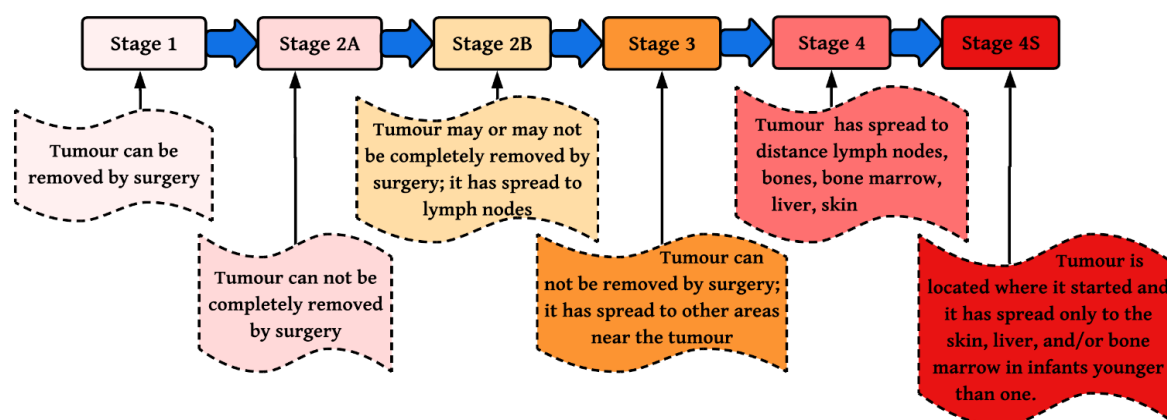 Stage 1
Stage 2A
Stage 2B
Stage 3
Stage 4
Stage 4S
Tumour can be
removed by surgery
Tumour can not be
completely removed
by surgery
Tumour may or may not
be completely removed by
surgery; it has spread to
lymph nodes
Tumour can
not be removed by surgery;
it has spread to other areas
near the tumour
Tumour has spread to
distance lymph nodes,
bones, bone marrow,
liver, skin
Tumour is
located where it started and
it has spread only to the
skin, liver, and/or bone
marrow in infants younger
than one.